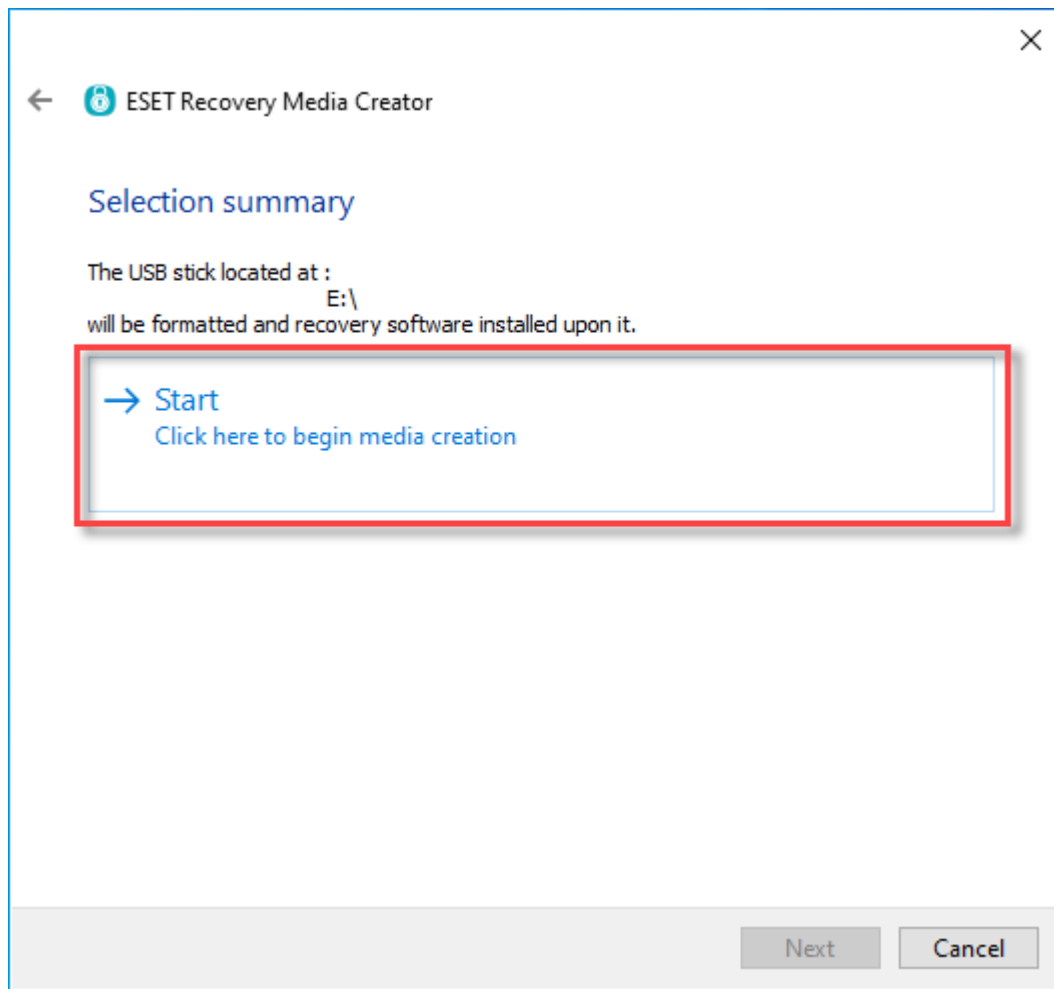 ESET Recovery Media Creator
Selection summary
The USB stick located at :
E:\
will be formatted and recovery software installed upon it.
Start
Click here to begin media creation
Next
Cancel